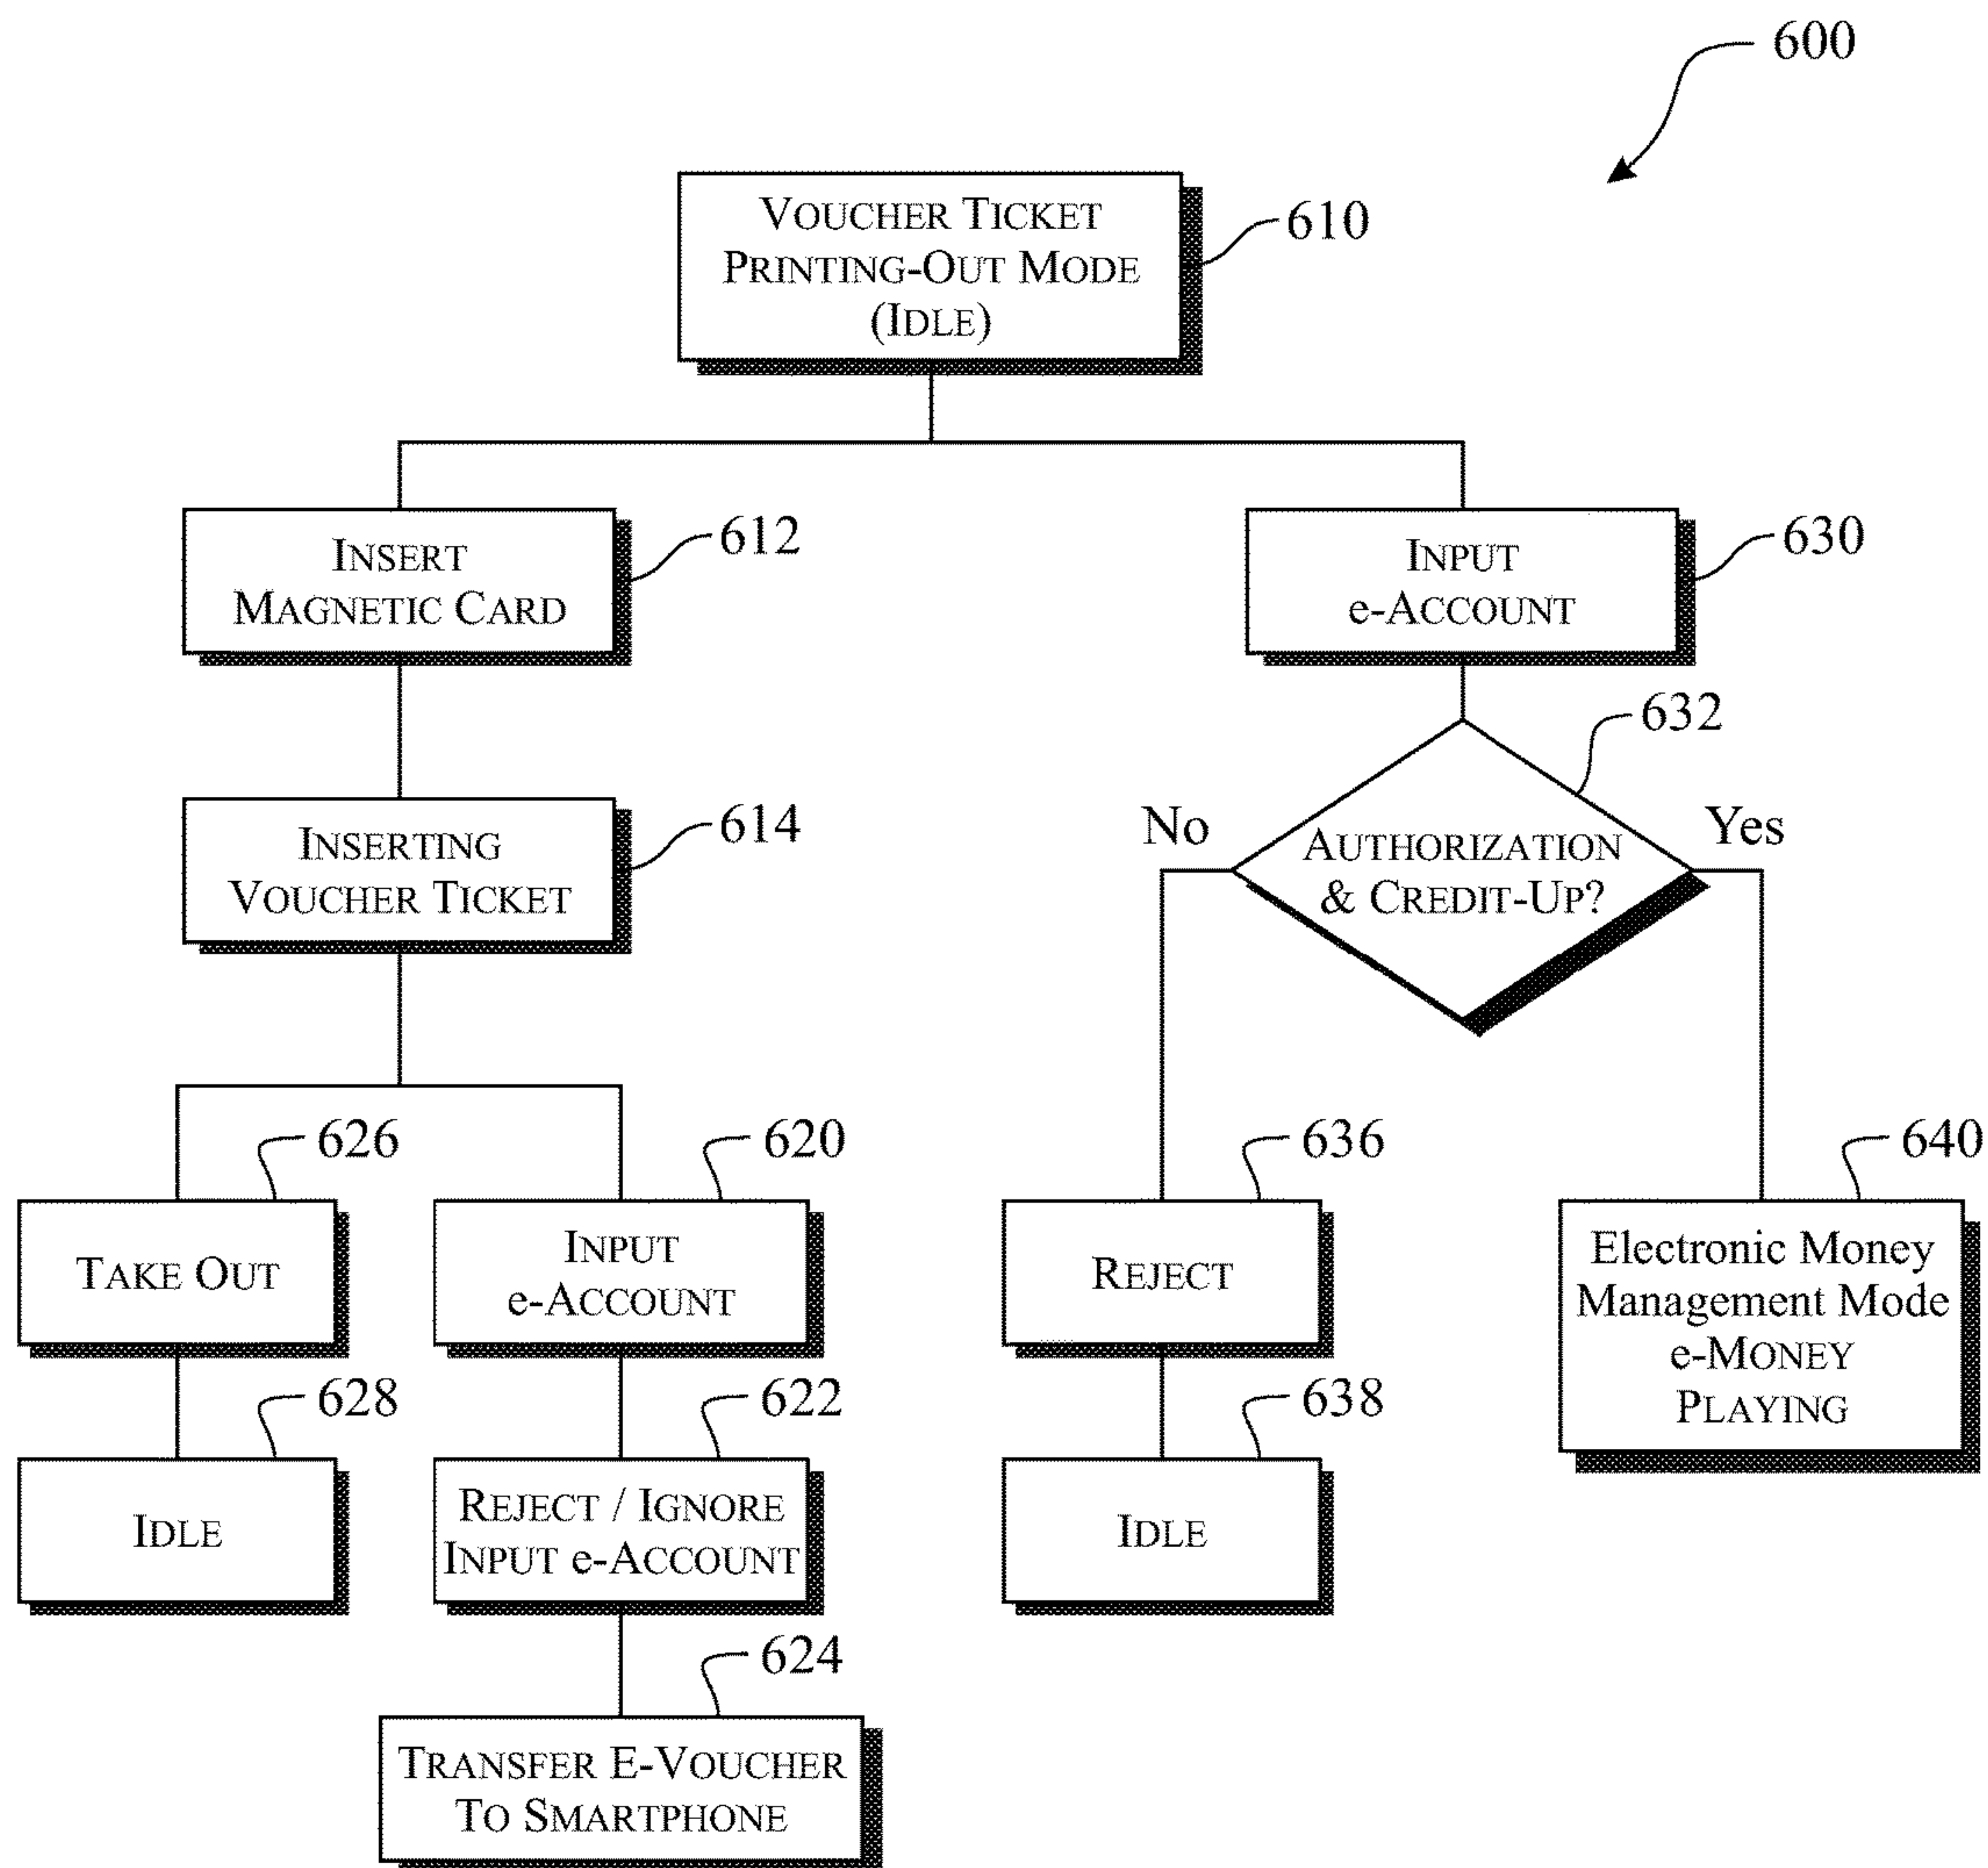 600
VOUCHER TICKET
PRINTING-OUT MODE
(IDLE)
610
INSERT
MAGNETIC CARD
612
INPUT
e-ACCOUNT
630
632
INSERTING
VOUCHER TICKET
614
No
AUTHORIZATION
& CREDIT-UP?
Yes
626
620
636
640
TAKE OUT
INPUT
e-ACCOUNT
REJECT
Electronic Money
Management Mode
e-MONEY
PLAYING
628
622
638
IDLE
REJECT / IGNORE
INPUT e-ACCOUNT
IDLE
624
TRANSFER E-VOUCHER
TO SMARTPHONE